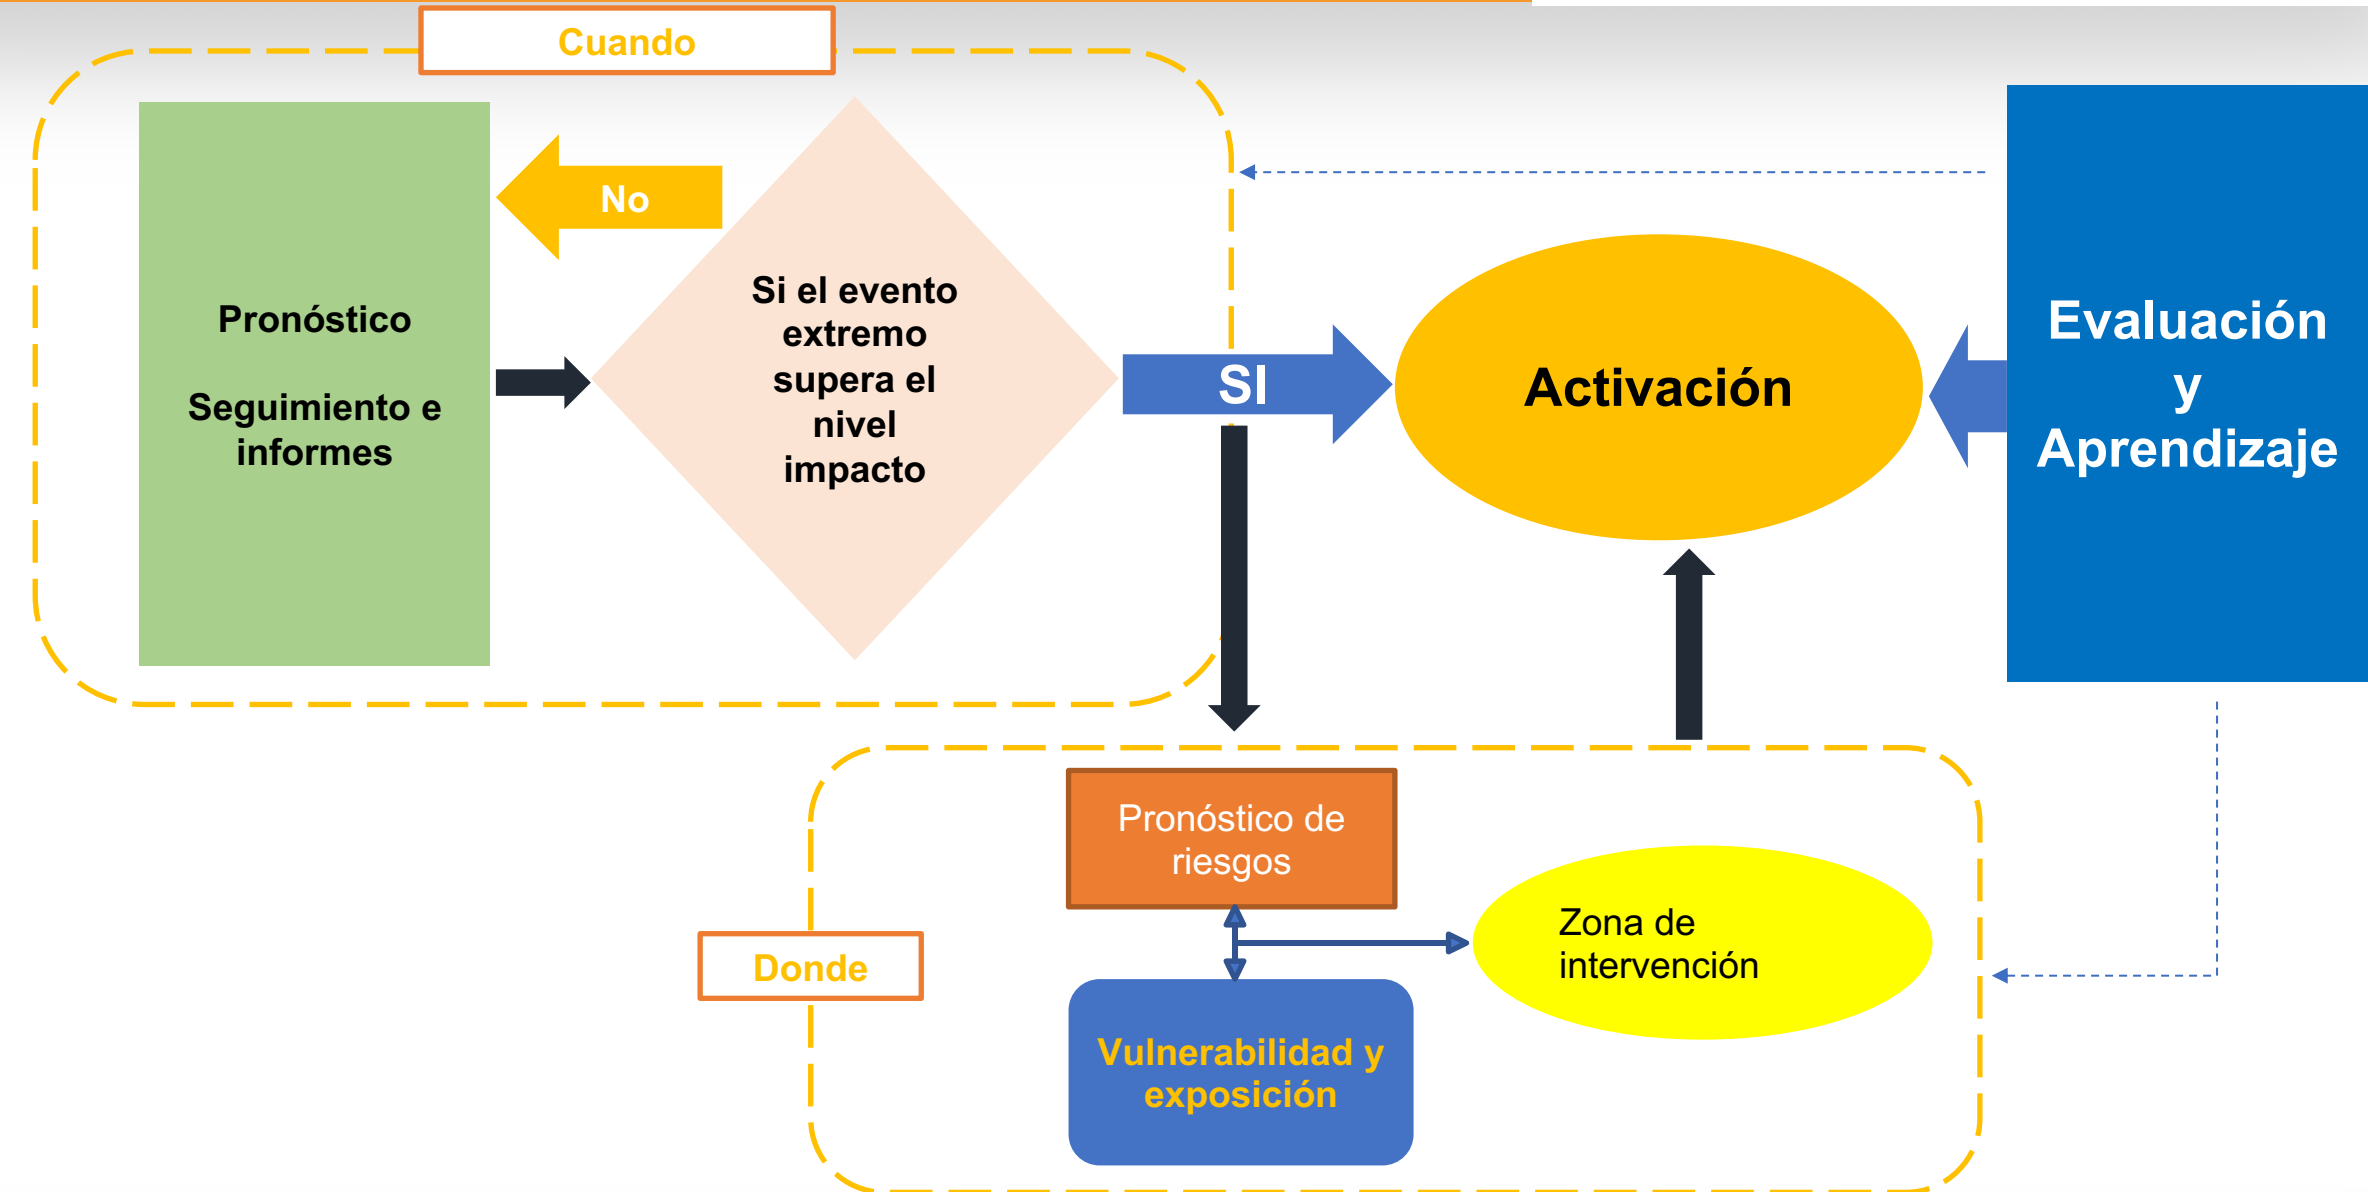 Cuando
No
Pronóstico
Seguimiento e
informes
Si el evento
extremo
supera el
nivel
impacto
SI
Activación
Evaluación
y
Aprendizaje
Pronóstico de
riesgos
Donde
Zona de
intervención
Vulnerabilidad y
exposición